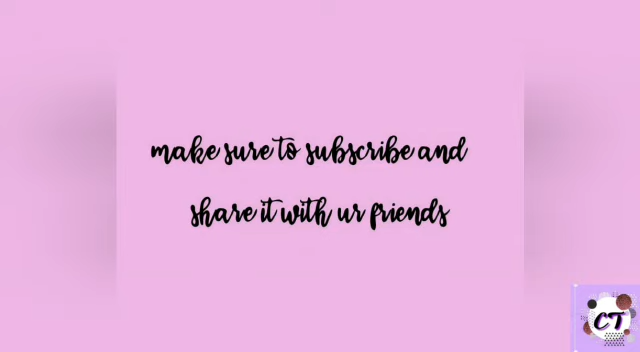 make sure to subscribe and
share it with ur friends
CT